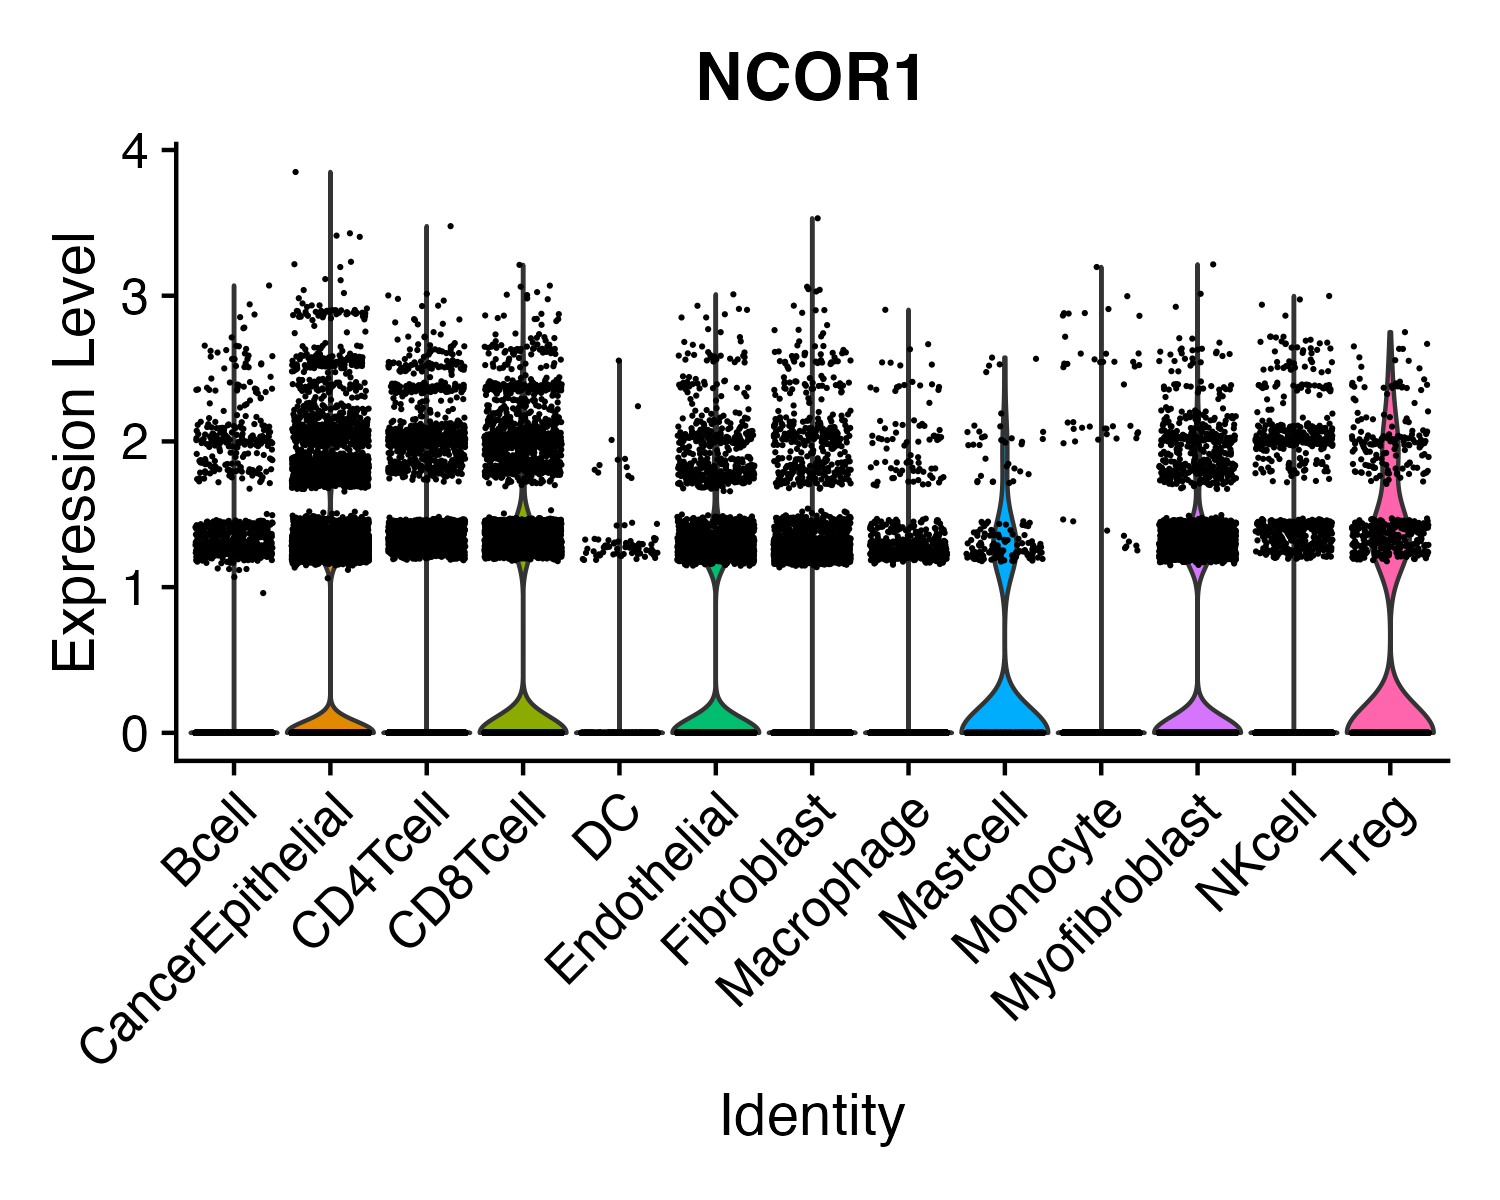 NCOR1
Expression Level
4
3
2
1
0
Bcell
CancerEpithelial
CD4Tcell
CD8Tcell
DC
Endothelial
Fibroblast
Macrophage
Mastcell
Monocyte
Myofibroblast
NKcell
Treg
Identity